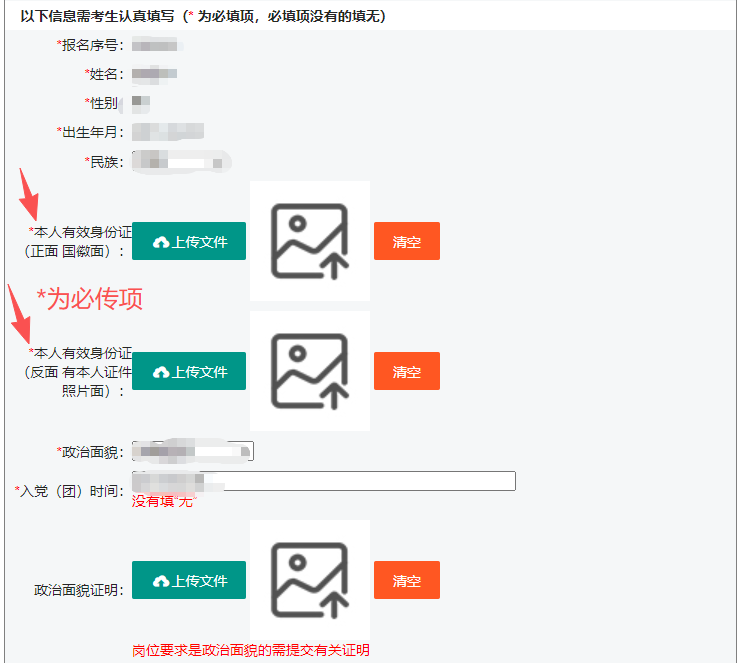 以下信息需考生认真填写（* 为必填项，必填项没有的填无）
*报名序号：
*姓名：
*性别
*出生年月：
*民族：
*本人有效身份证
（正面 国徽面）：
上传文件
清空
*为必传项
*本人有效身份证
（反面 有本人证件
照片面）：
上传文件
清空
*政治面貌：
*入党（团）时间：
没有填"无"
政治面貌证明：
上传文件
清空
岗位要求是政治面貌的需提交有关证明